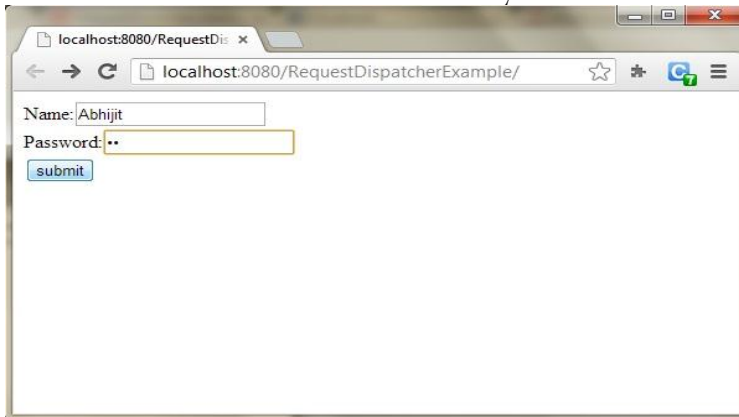 localhost:8080/RequestDis
localhost:8080/RequestDispatcherExample/
Name: Abhijit
Password: ••
submit